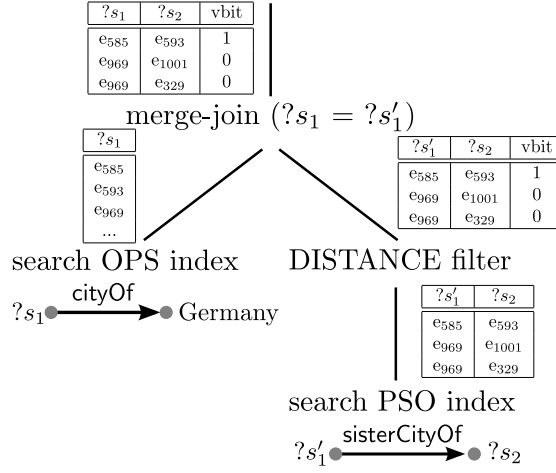 ?s₁ ?s₂ vbit
e₅₈₅ e₅₉₃ 1
e₉₆₉ e₁₀₀₁ 0
e₉₆₉ e₃₂₉ 0
merge-join (?s₁ = ?s′₁)
?s₁
e₅₈₅
e₅₉₃
e₉₆₉
...
?s′₁ ?s₂ vbit
e₅₈₅ e₅₉₃ 1
e₉₆₉ e₁₀₀₁ 0
e₉₆₉ e₃₂₉ 0
search OPS index
cityOf
?s₁ Germany
DISTANCE filter
?s′₁ ?s₂
e₅₈₅ e₅₉₃
e₉₆₉ e₁₀₀₁
e₉₆₉ e₃₂₉
search PSO index
sisterCityOf
?s′₁ ?s₂